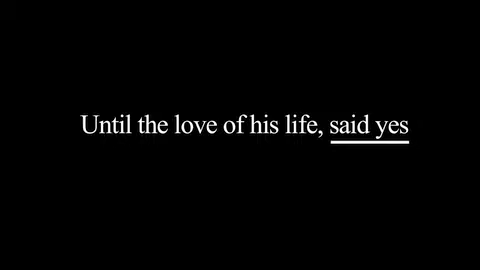 Until the love of his life, said yes